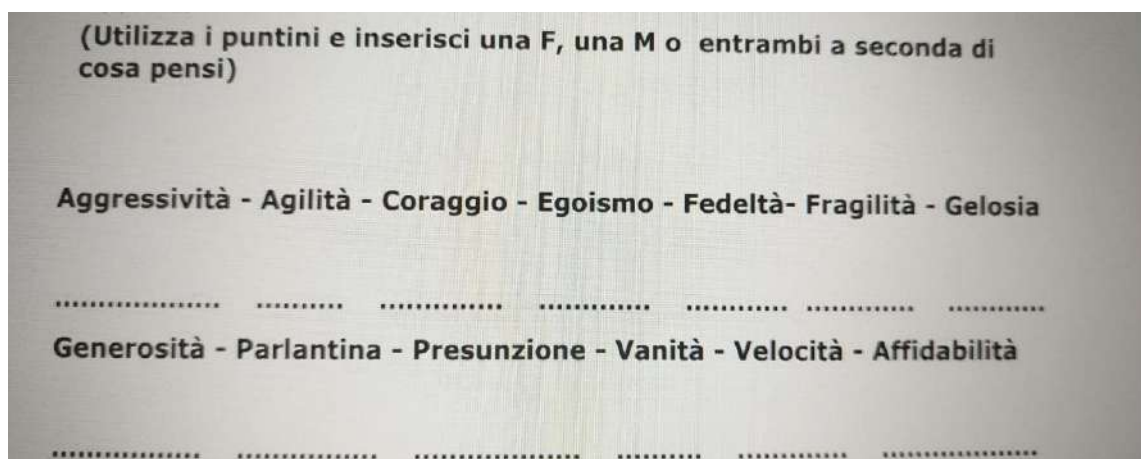 (Utilizza i puntini e inserisci una F, una M o entrambi a seconda di
cosa pensi)
Aggressività - Agilità - Coraggio - Egoismo - Fedeltà- Fragilità - Gelosia
................... .......... .............. ............. ............ ............. ...........
Generosità - Parlantina - Presunzione - Vanità - Velocità - Affidabilità
................. ................ ................... .......... ............. ..................